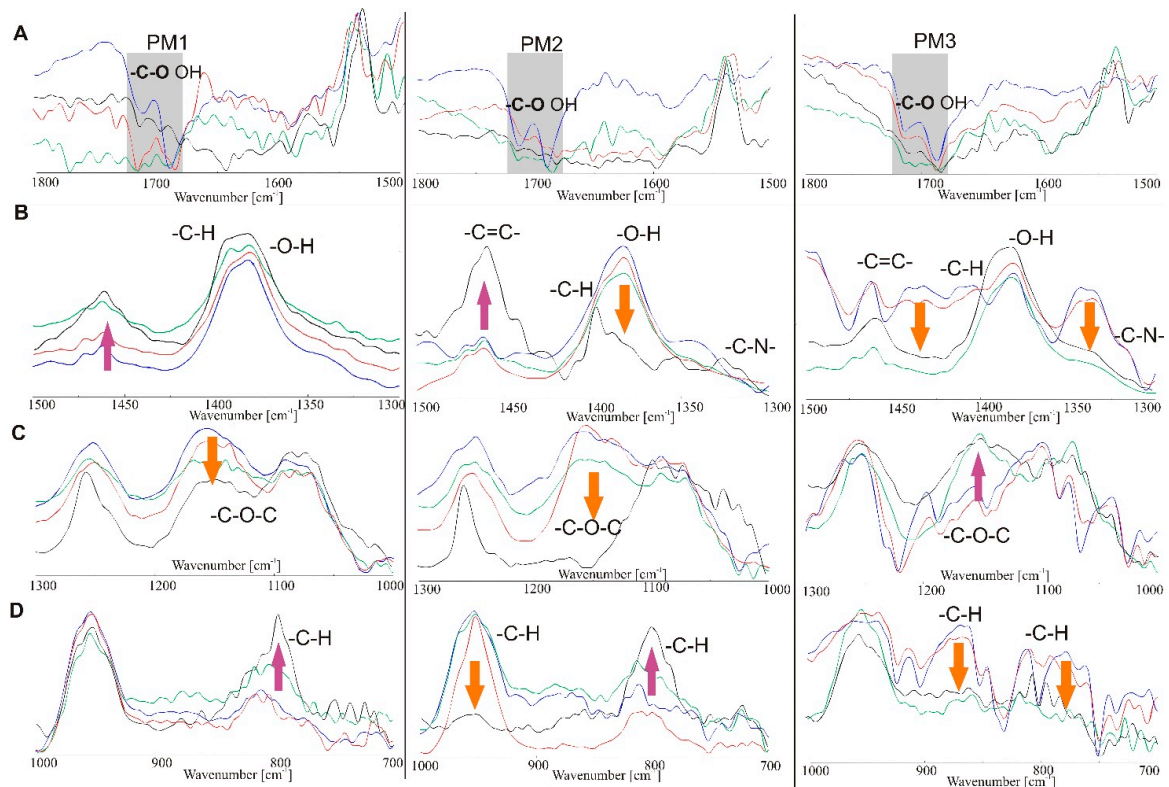 A
PM1
PM2
PM3
-C-O OH
-C-O OH
-C-O OH
1800 1700 1600 1500
1800 1700 1600 1500
1800 1700 1600 1500
Wavenumber [cm⁻¹]
Wavenumber [cm⁻¹]
Wavenumber [cm⁻¹]
B
-C-H
-O-H
-C=C-
-O-H
-C-H
-C-N-
-C=C-
-O-H
-C-H
-C-N-
1500 1450 1400 1350 1300
1500 1450 1400 1350 1300
1500 1450 1400 1350 1300
Wavenumber [cm⁻¹]
Wavenumber [cm⁻¹]
Wavenumber [cm⁻¹]
C
-C-O-C
-C-O-C
-C-O-C
Wavenumber [cm⁻¹]
Wavenumber [cm⁻¹]
Wavenumber [cm⁻¹]
1300 1200 1100 1000
1300 1200 1100 1000
1300 1200 1100 1000
D
-C-H
-C-H
-C-H
-C-H
-C-H
1000 900 800 700
1000 900 800 700
1000 900 800 700
Wavenumber [cm⁻¹]
Wavenumber [cm⁻¹]
Wavenumber [cm⁻¹]